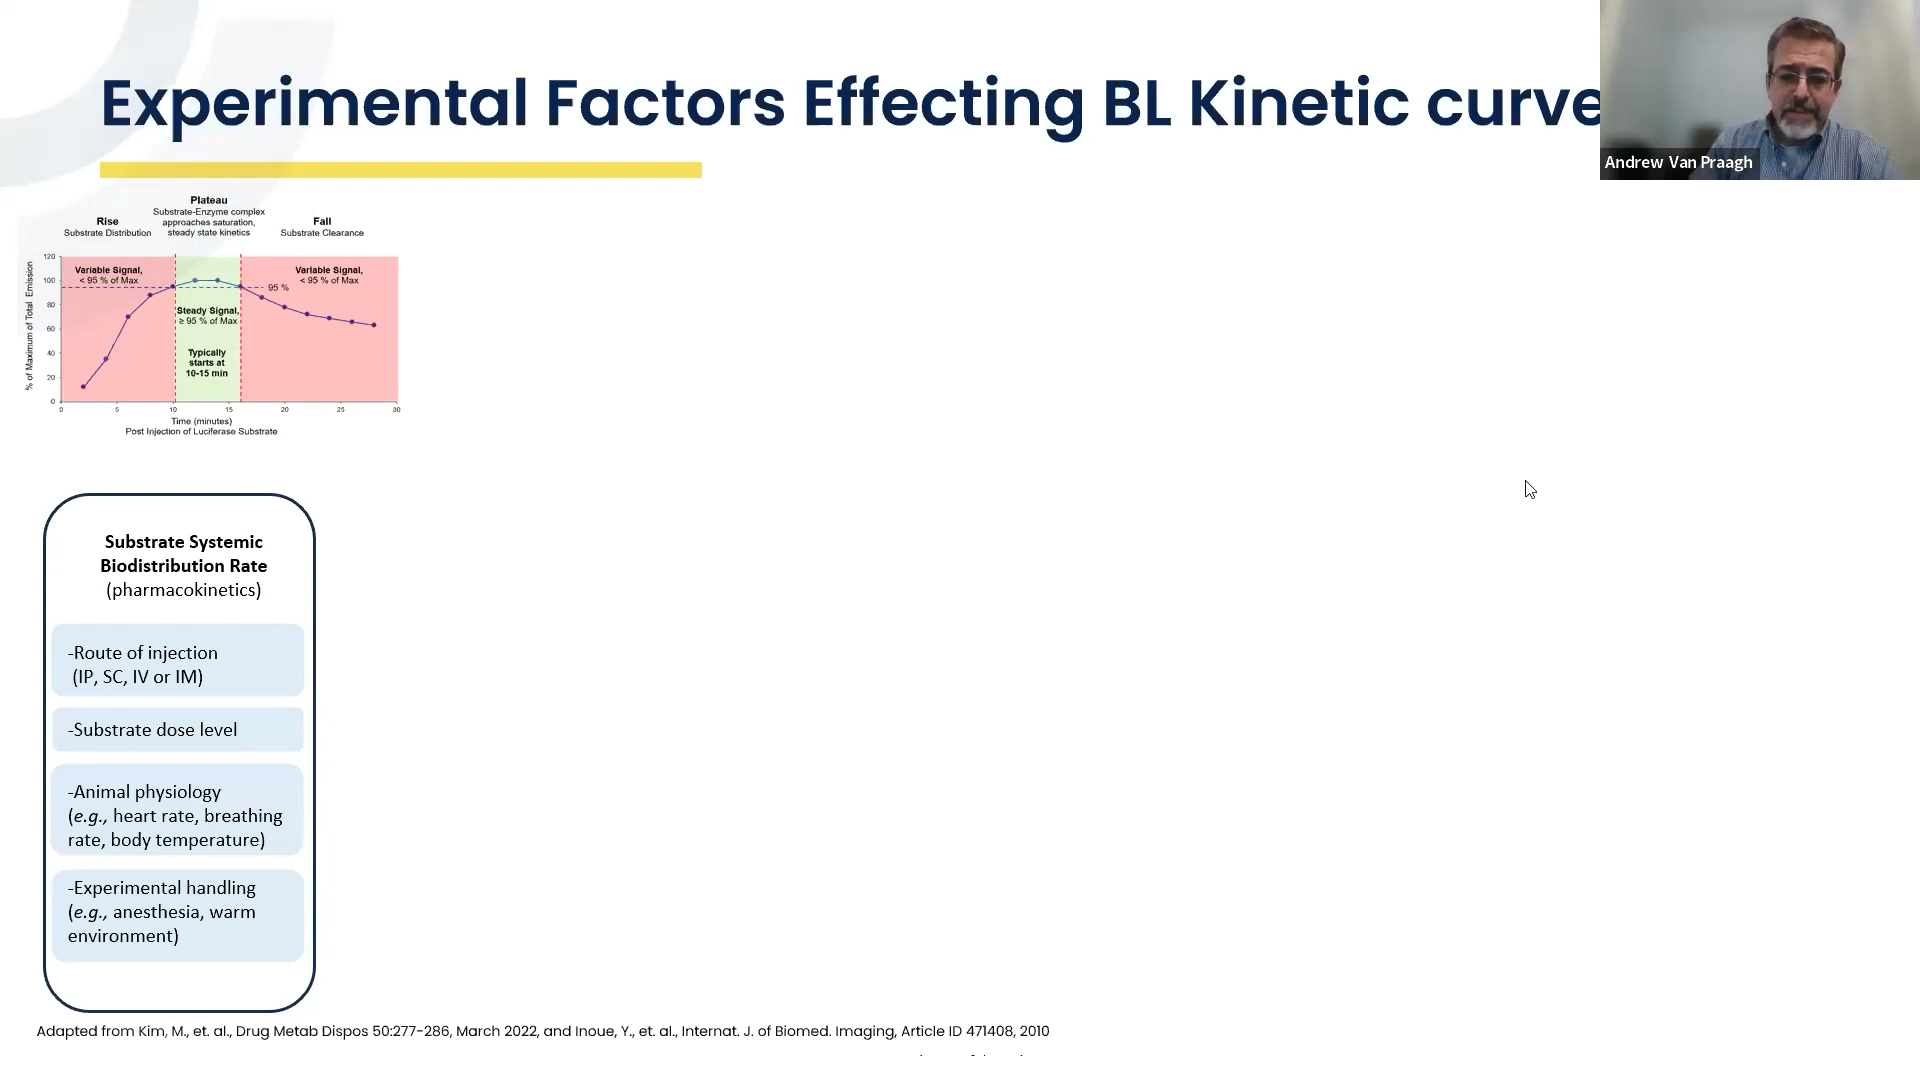 Experimental Factors Effecting BL Kinetic curve
Andrew Van Praagh
Plateau
Substrate-Enzyme complex
approaches saturation,
steady state kinetics
Rise
Substrate Distribution
Fall
Substrate Clearance
% of Maximum of Total Emission
120
100
80
60
40
20
0
Variable Signal,
< 95 % of Max
Variable Signal,
< 95 % of Max
95 %
Steady Signal,
≥ 95 % of Max
Typically
starts at
10-15 min
0 5 10 15 20 25 30
Time (minutes)
Post Injection of Luciferase Substrate
Substrate Systemic
Biodistribution Rate
(pharmacokinetics)
-Route of injection
(IP, SC, IV or IM)
-Substrate dose level
-Animal physiology
(e.g., heart rate, breathing
rate, body temperature)
-Experimental handling
(e.g., anesthesia, warm
environment)
Adapted from Kim, M., et. al., Drug Metab Dispos 50:277-286, March 2022, and Inoue, Y., et. al., Internat. J. of Biomed. Imaging, Article ID 471408, 2010